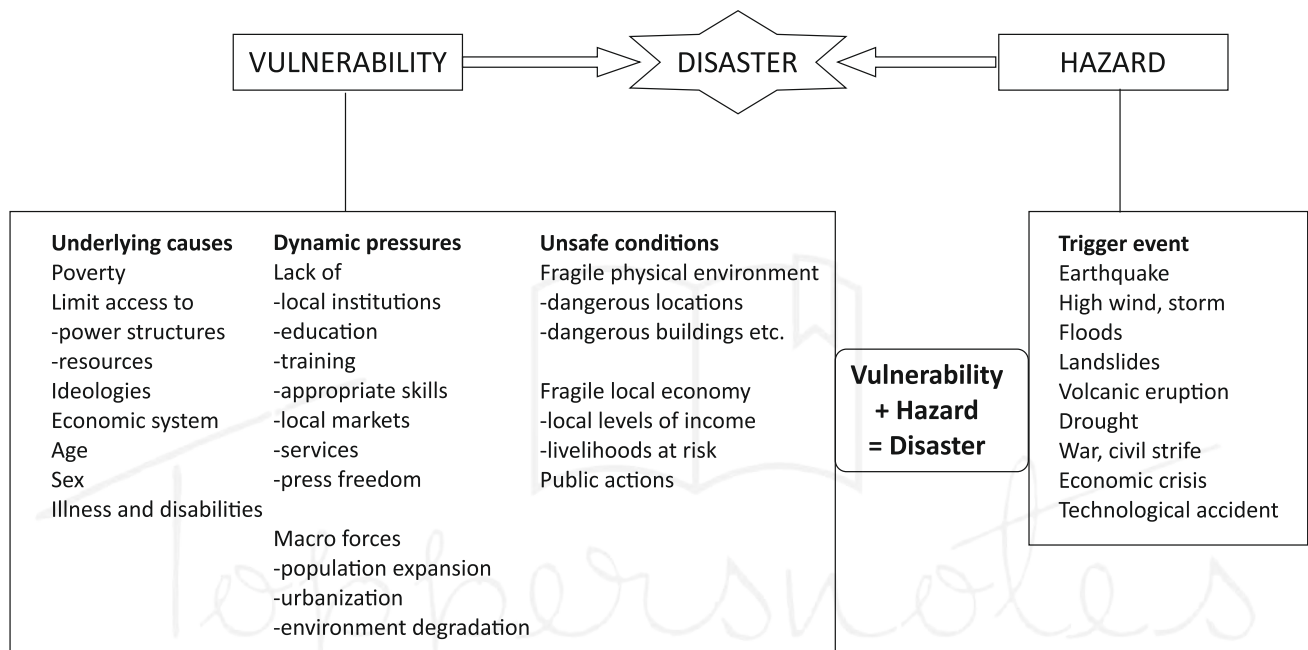 VULNERABILITY
DISASTER
HAZARD
Underlying causes
Poverty
Limit access to
-power structures
-resources
Ideologies
Economic system
Age
Sex
Illness and disabilities
Dynamic pressures
Lack of
-local institutions
-education
-training
-appropriate skills
-local markets
-services
-press freedom
Macro forces
-population expansion
-urbanization
-environment degradation
Unsafe conditions
Fragile physical environment
-dangerous locations
-dangerous buildings etc.
Fragile local economy
-local levels of income
-livelihoods at risk
Public actions
Vulnerability
+ Hazard
= Disaster
Trigger event
Earthquake
High wind, storm
Floods
Landslides
Volcanic eruption
Drought
War, civil strife
Economic crisis
Technological accident
Toppersnotes